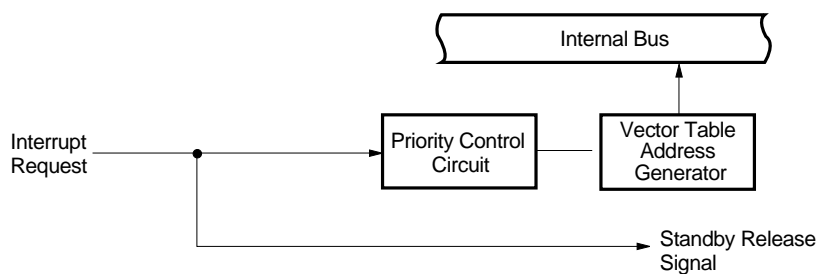 Internal Bus
Interrupt
Request
Priority Control
Circuit
Vector Table
Address
Generator
Standby Release
Signal